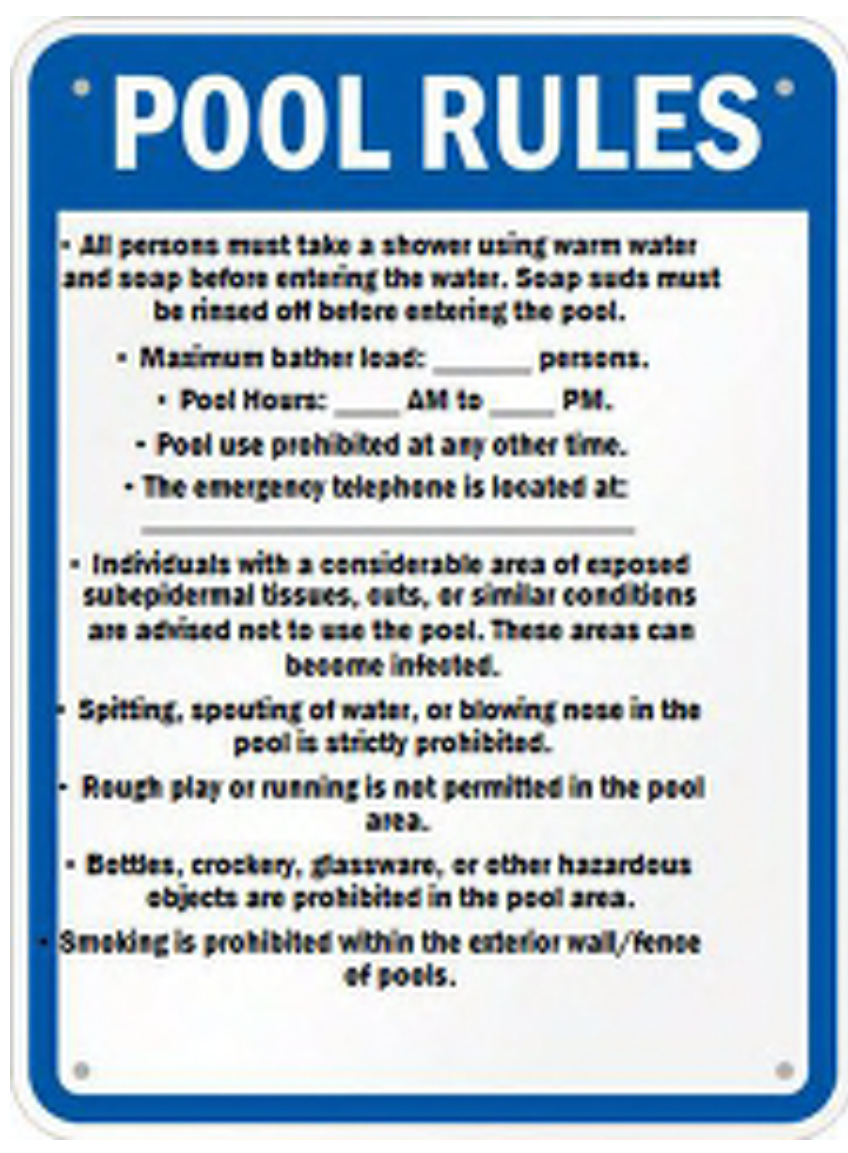 POOL RULES
• All persons must take a shower using warm water
and soap before entering the water. Soap suds must
be rinsed off before entering the pool.
• Maximum bather load: _______ persons.
• Pool Hours: ____ AM to ____ PM.
• Pool use prohibited at any other time.
• The emergency telephone is located at:
_______________________________
• Individuals with a considerable area of exposed
subepidermal tissues, cuts, or similar conditions
are advised not to use the pool. These areas can
become infected.
• Spitting, spouting of water, or blowing nose in the
pool is strictly prohibited.
• Rough play or running is not permitted in the pool
area.
• Bottles, crockery, glassware, or other hazardous
objects are prohibited in the pool area.
• Smoking is prohibited within the exterior wall/fence
of pools.